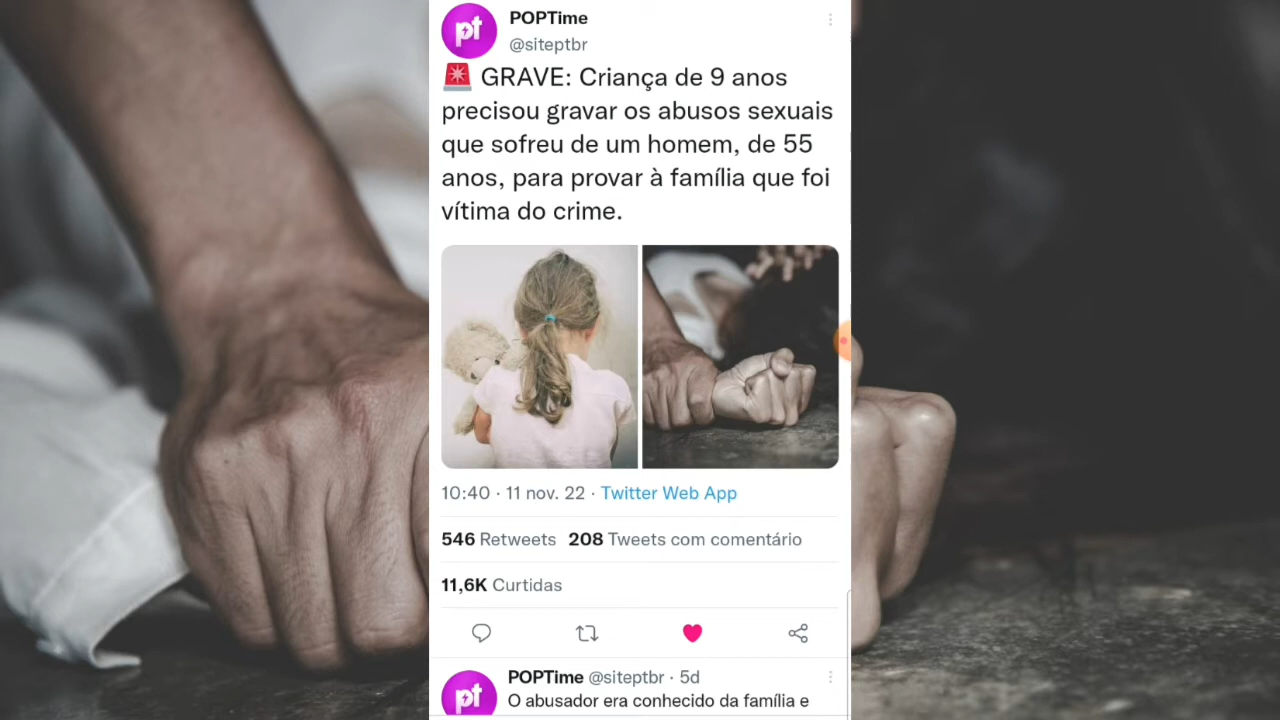 POPTime
@siteptbr
GRAVE: Criança de 9 anos
precisou gravar os abusos sexuais
que sofreu de um homem, de 55
anos, para provar à família que foi
vítima do crime.
10:40 · 11 nov. 22 · Twitter Web App
546 Retweets 208 Tweets com comentário
11,6K Curtidas
POPTime @siteptbr · 5d
O abusador era conhecido da família e